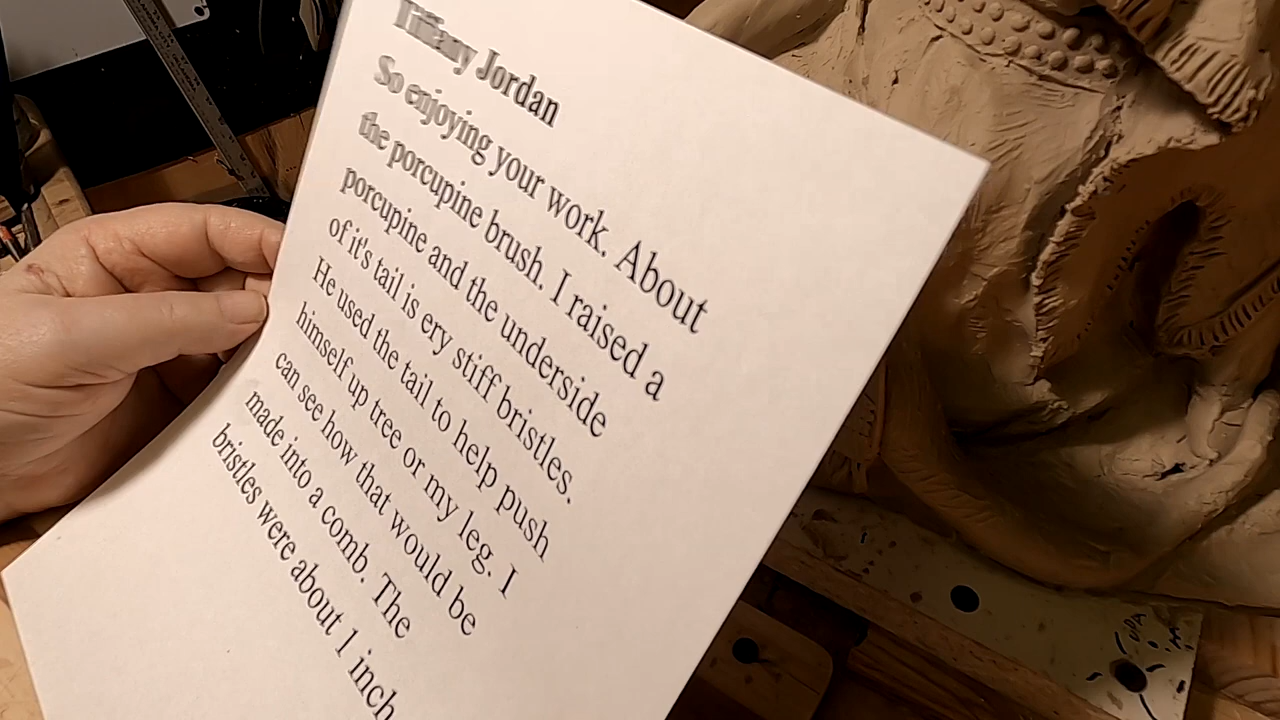 Tiffany Jordan
So enjoying your work. About
the porcupine brush. I raised a
porcupine and the underside
of it's tail is ery stiff bristles.
He used the tail to help push
himself up tree or my leg. I
can see how that would be
made into a comb. The
bristles were about 1 inch